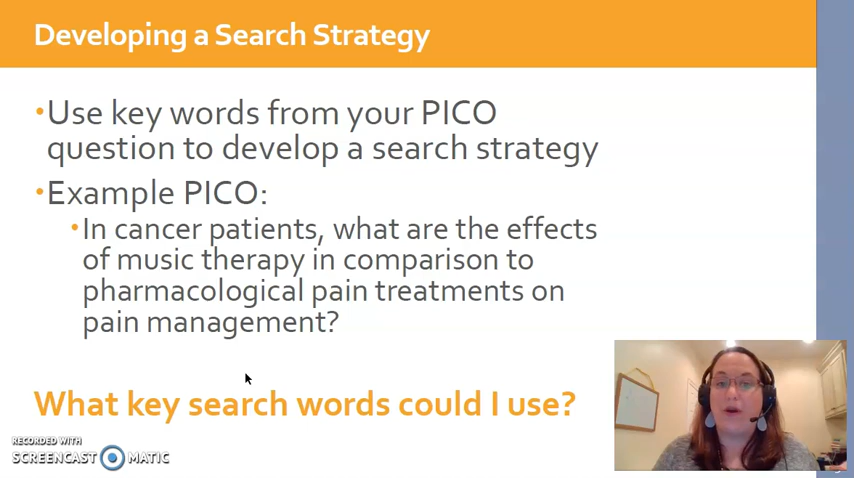 Developing a Search Strategy
•Use key words from your PICO
question to develop a search strategy
•Example PICO:
•In cancer patients, what are the effects
of music therapy in comparison to
pharmacological pain treatments on
pain management?
What key search words could I use?
RECORDED WITH
SCREENCAST MATIC